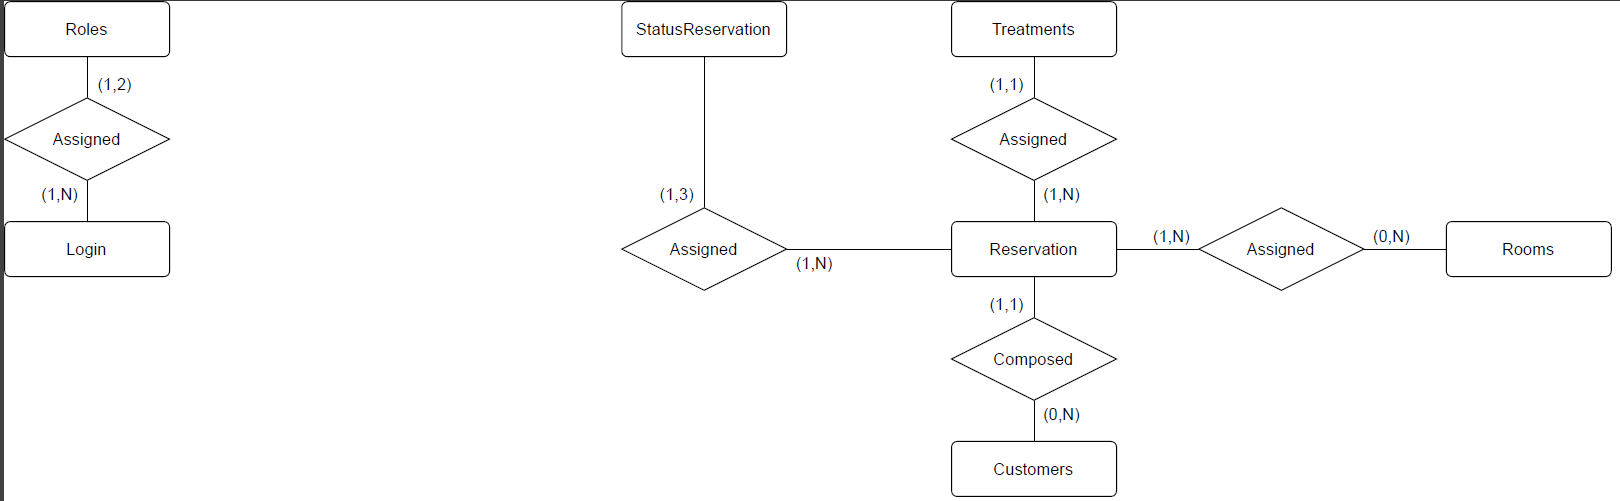 Roles
StatusReservation
Treatments
(1,2)
(1,1)
Assigned
Assigned
(1,N)
(1,3)
(1,N)
Login
Assigned
(1,N)
Reservation
(1,N)
Assigned
(0,N)
Rooms
(1,1)
Composed
(0,N)
Customers